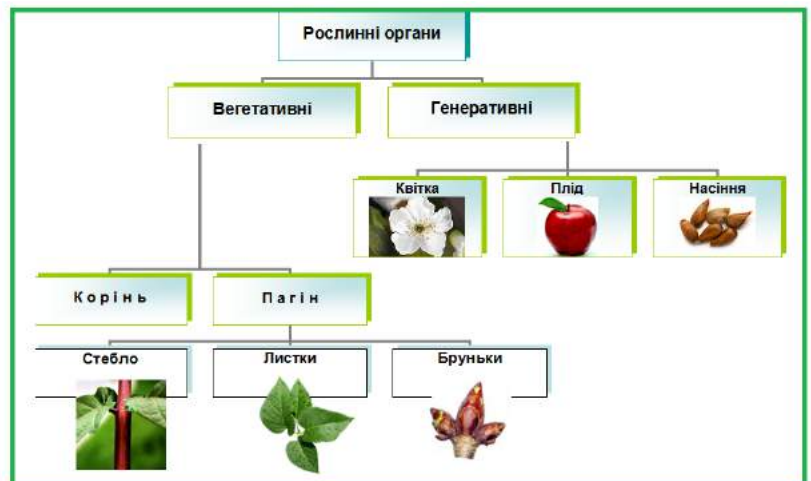 Рослинні органи
Вегетативні
Генеративні
Квітка
Плід
Насіння
Корінь
Пагін
Стебло
Листки
Бруньки